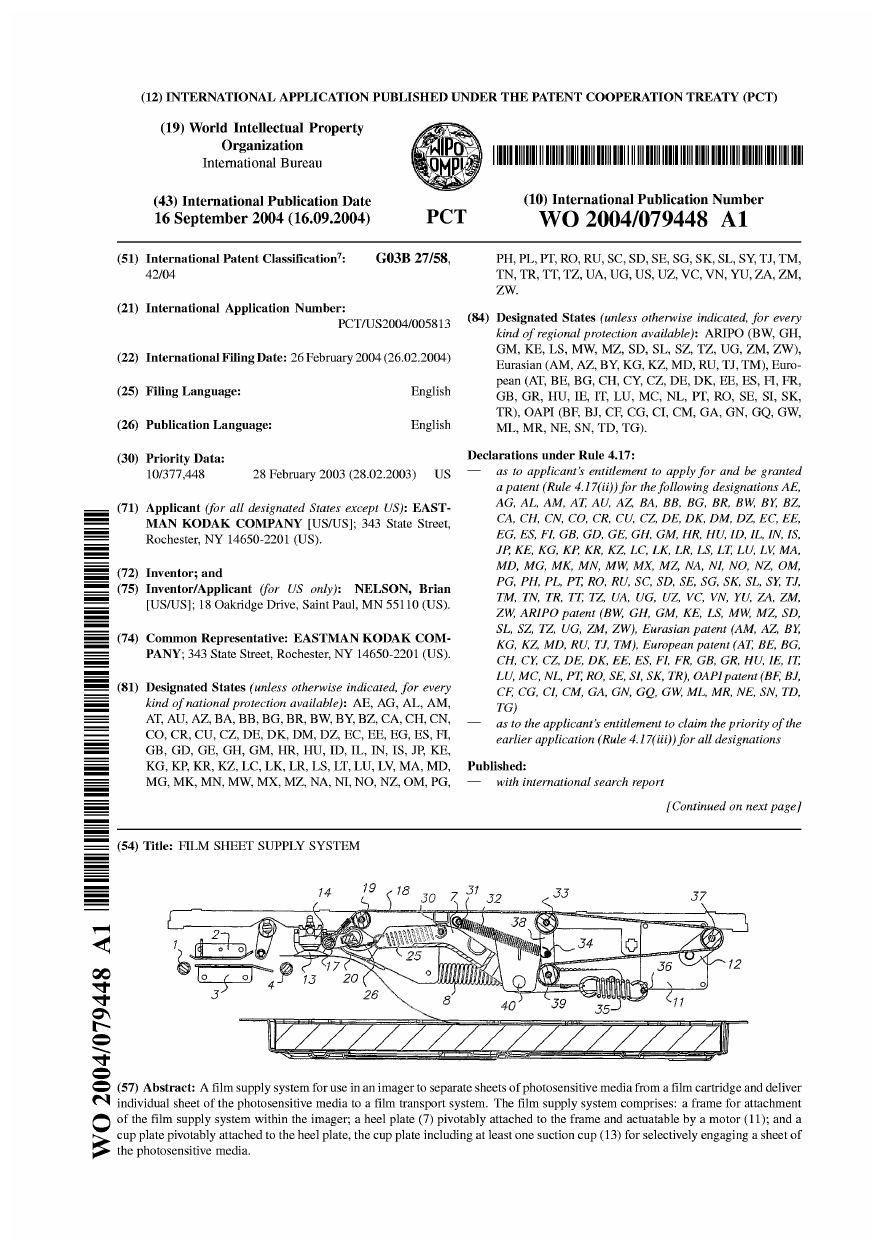 (12) INTERNATIONAL APPLICATION PUBLISHED UNDER THE PATENT COOPERATION TREATY (PCT)
(19) World Intellectual Property
Organization
International Bureau
WIPO
OMPI
(43) International Publication Date
16 September 2004 (16.09.2004)
PCT
(10) International Publication Number
WO 2004/079448 A1
(51) International Patent Classification7: G03B 27/58,
42/04
(21) International Application Number:
PCT/US2004/005813
(22) International Filing Date: 26 February 2004 (26.02.2004)
(25) Filing Language: English
(26) Publication Language: English
(30) Priority Data:
10/377,448 28 February 2003 (28.02.2003) US
(71) Applicant (for all designated States except US): EAST-
MAN KODAK COMPANY [US/US]; 343 State Street,
Rochester, NY 14650-2201 (US).
(72) Inventor; and
(75) Inventor/Applicant (for US only): NELSON, Brian
[US/US]; 18 Oakridge Drive, Saint Paul, MN 55110 (US).
(74) Common Representative: EASTMAN KODAK COM-
PANY; 343 State Street, Rochester, NY 14650-2201 (US).
(81) Designated States (unless otherwise indicated, for every
kind of national protection available): AE, AG, AL, AM,
AT, AU, AZ, BA, BB, BG, BR, BW, BY, BZ, CA, CH, CN,
CO, CR, CU, CZ, DE, DK, DM, DZ, EC, EE, EG, ES, FI,
GB, GD, GE, GH, GM, HR, HU, ID, IL, IN, IS, JP, KE,
KG, KP, KR, KZ, LC, LK, LR, LS, LT, LU, LV, MA, MD,
MG, MK, MN, MW, MX, MZ, NA, NI, NO, NZ, OM, PG,
PH, PL, PT, RO, RU, SC, SD, SE, SG, SK, SL, SY, TJ, TM,
TN, TR, TT, TZ, UA, UG, US, UZ, VC, VN, YU, ZA, ZM,
ZW.
(84) Designated States (unless otherwise indicated, for every
kind of regional protection available): ARIPO (BW, GH,
GM, KE, LS, MW, MZ, SD, SL, SZ, TZ, UG, ZM, ZW),
Eurasian (AM, AZ, BY, KG, KZ, MD, RU, TJ, TM), Euro-
pean (AT, BE, BG, CH, CY, CZ, DE, DK, EE, ES, FI, FR,
GB, GR, HU, IE, IT, LU, MC, NL, PT, RO, SE, SI, SK,
TR), OAPI (BF, BJ, CF, CG, CI, CM, GA, GN, GQ, GW,
ML, MR, NE, SN, TD, TG).
Declarations under Rule 4.17:
— as to applicant's entitlement to apply for and be granted
a patent (Rule 4.17(ii)) for the following designations AE,
AG, AL, AM, AT, AU, AZ, BA, BB, BG, BR, BW, BY, BZ,
CA, CH, CN, CO, CR, CU, CZ, DE, DK, DM, DZ, EC, EE,
EG, ES, FI, GB, GD, GE, GH, GM, HR, HU, ID, IL, IN, IS,
JP, KE, KG, KP, KR, KZ, LC, LK, LR, LS, LT, LU, LV, MA,
MD, MG, MK, MN, MW, MX, MZ, NA, NI, NO, NZ, OM,
PG, PH, PL, PT, RO, RU, SC, SD, SE, SG, SK, SL, SY, TJ,
TM, TN, TR, TT, TZ, UA, UG, UZ, VC, VN, YU, ZA, ZM,
ZW, ARIPO patent (BW, GH, GM, KE, LS, MW, MZ, SD,
SL, SZ, TZ, UG, ZM, ZW), Eurasian patent (AM, AZ, BY,
KG, KZ, MD, RU, TJ, TM), European patent (AT, BE, BG,
CH, CY, CZ, DE, DK, EE, ES, FI, FR, GB, GR, HU, IE, IT,
LU, MC, NL, PT, RO, SE, SI, SK, TR), OAPI patent (BF, BJ,
CF, CG, CI, CM, GA, GN, GQ, GW, ML, MR, NE, SN, TD,
TG)
— as to the applicant's entitlement to claim the priority of the
earlier application (Rule 4.17(iii)) for all designations
Published:
— with international search report
[Continued on next page]
(54) Title: FILM SHEET SUPPLY SYSTEM
14 19 18 30 7 31 32 33 37
1 2 38 34
3 4 13 17 20 26 25 8 40 39 35 36 11 12
(57) Abstract: A film supply system for use in an imager to separate sheets of photosensitive media from a film cartridge and deliver
individual sheet of the photosensitive media to a film transport system. The film supply system comprises: a frame for attachment
of the film supply system within the imager; a heel plate (7) pivotably attached to the frame and actuatable by a motor (11); and a
cup plate pivotably attached to the heel plate, the cup plate including at least one suction cup (13) for selectively engaging a sheet of
the photosensitive media.
WO 2004/079448 A1